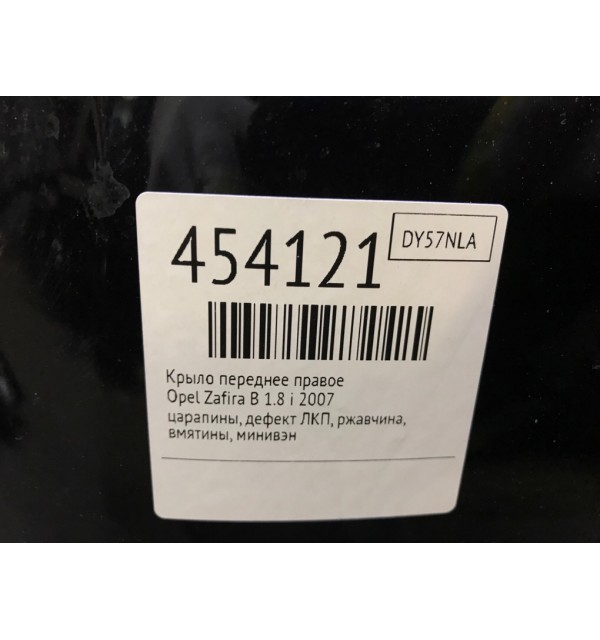 454121
DY57NLA
Крыло переднее правое
Opel Zafira B 1.8 i 2007
царапины, дефект ЛКП, ржавчина,
вмятины, минивэн